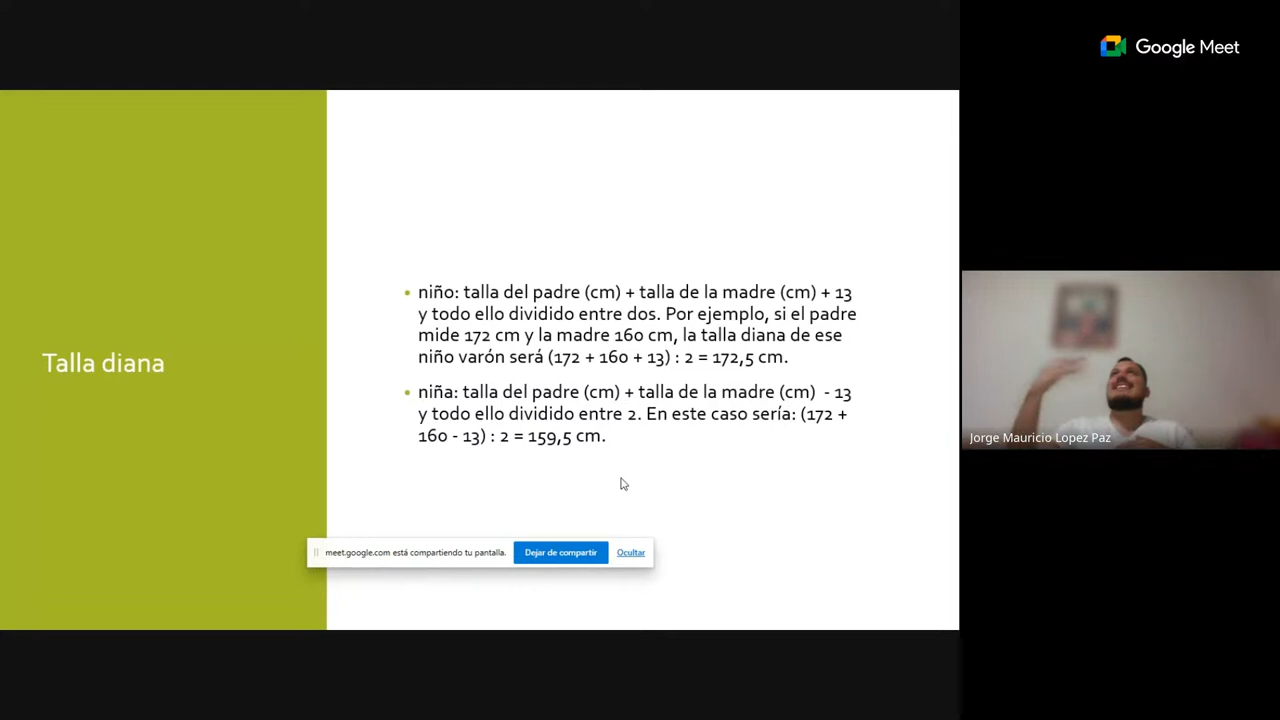 Google Meet
Talla diana
• niño: talla del padre (cm) + talla de la madre (cm) + 13
y todo ello dividido entre dos. Por ejemplo, si el padre
mide 172 cm y la madre 160 cm, la talla diana de ese
niño varón será (172 + 160 + 13) : 2 = 172,5 cm.
• niña: talla del padre (cm) + talla de la madre (cm)  - 13
y todo ello dividido entre 2. En este caso sería: (172 +
160 - 13) : 2 = 159,5 cm.
meet.google.com está compartiendo tu pantalla. Dejar de compartir Ocultar
Jorge Mauricio Lopez Paz